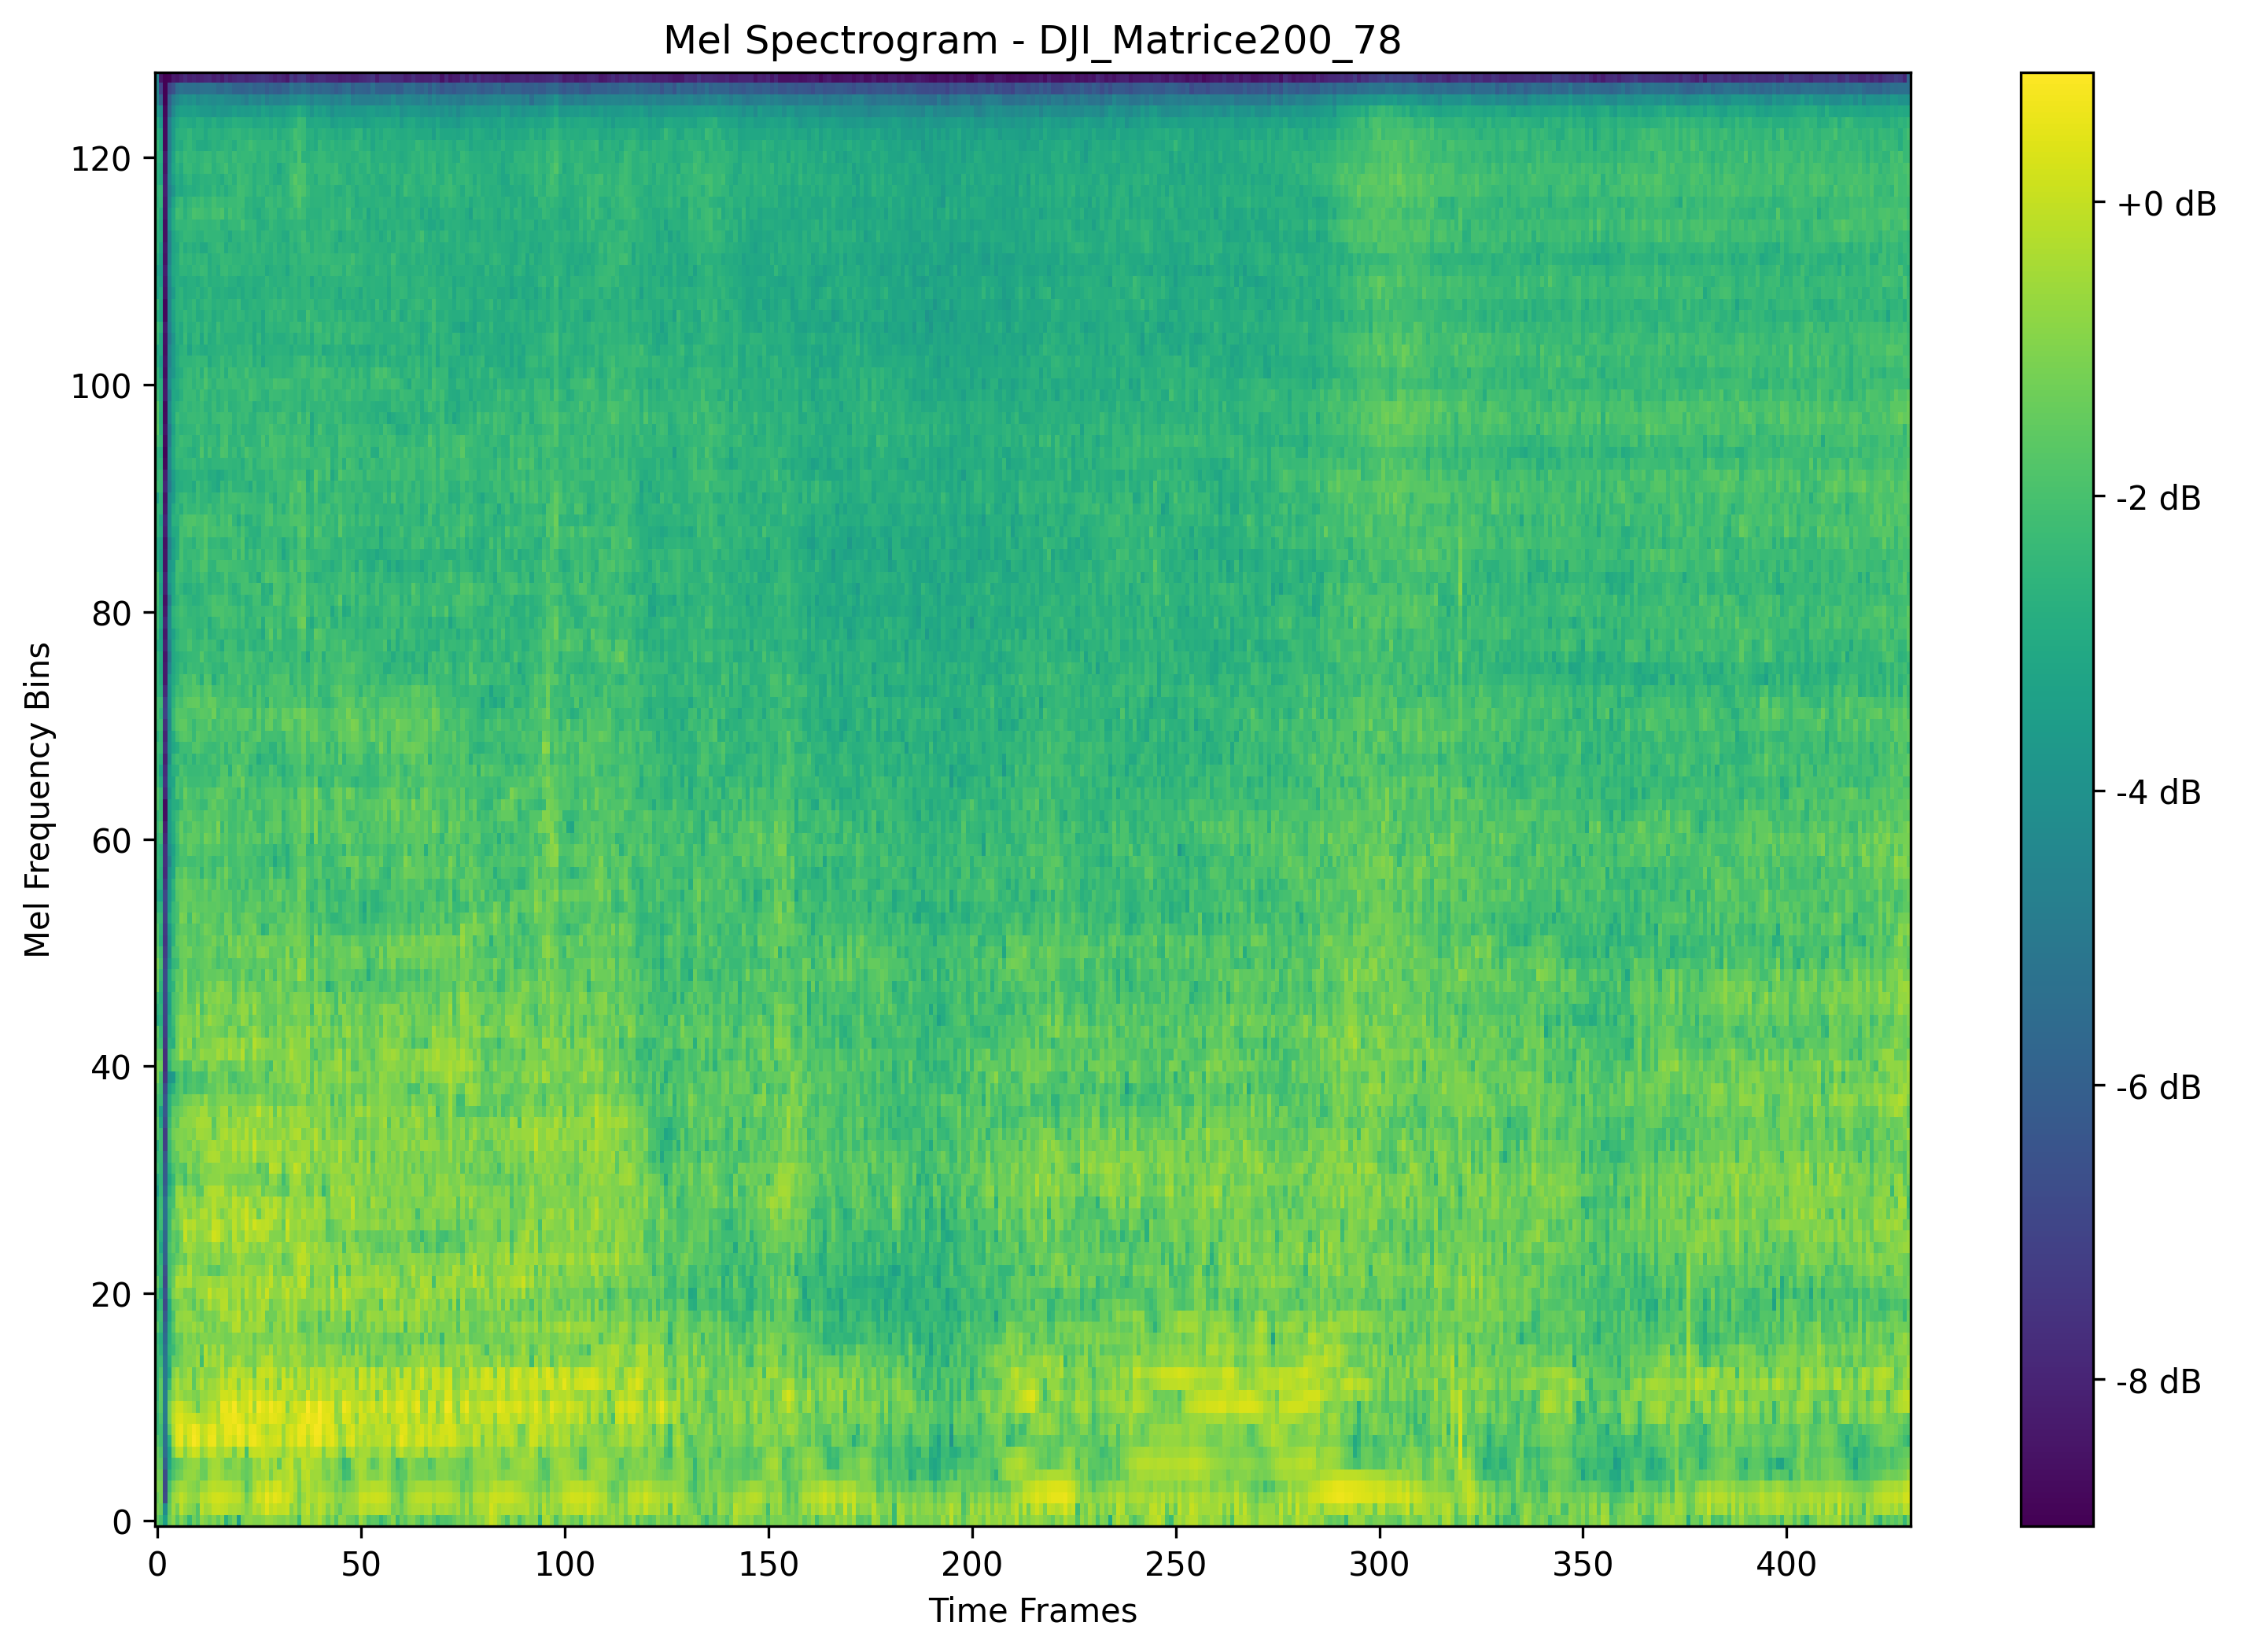 Mel Spectrogram - DJI_Matrice200_78
120
100
80
60
40
20
0
Mel Frequency Bins
0 50 100 150 200 250 300 350 400
Time Frames
+0 dB
-2 dB
-4 dB
-6 dB
-8 dB